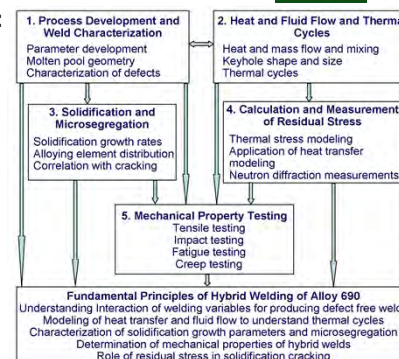 1. Process Development and
Weld Characterization
Parameter development
Molten pool geometry
Characterization of defects
2. Heat and Fluid Flow and Therma
Cycles
Heat and mass flow and mixing
Keyhole shape and size
Thermal cycles
3. Solidification and
Microsegregation
Solidification growth rates
Alloying element distribution
Correlation with cracking
4. Calculation and Measurement
of Residual Stress
Thermal stress modeling
Application of heat transfer
modeling
Neutron diffraction measurements
5. Mechanical Property Testing
Tensile testing
Impact testing
Fatigue testing
Creep testing
Fundamental Principles of Hybrid Welding of Alloy 690
Understanding Interaction of welding variables for producing defect free weld
Modeling of heat transfer and fluid flow to understand thermal cycles
Characterization of solidification growth parameters and microsegregation
Determination of mechanical properties of hybrid welds
Role of residual stress in solidification cracking